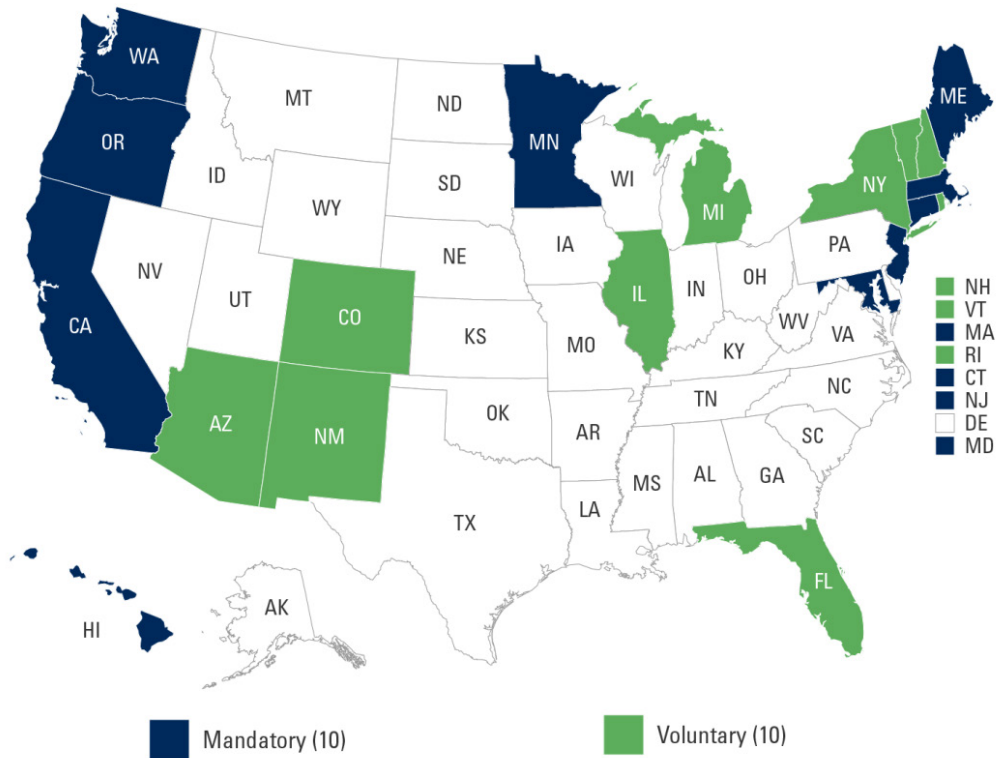 WA
MT
ND
ME
OR
MN
ID
SD
WI
NY
WY
MI
IA
PA
NE
NV
OH
NH
IL
IN
UT
VT
CO
WV
CA
MA
KS
VA
MO
KY
RI
CT
NC
NJ
TN
OK
DE
AZ
NM
AR
SC
MD
MS
AL
GA
LA
TX
FL
AK
HI
Mandatory (10)
Voluntary (10)